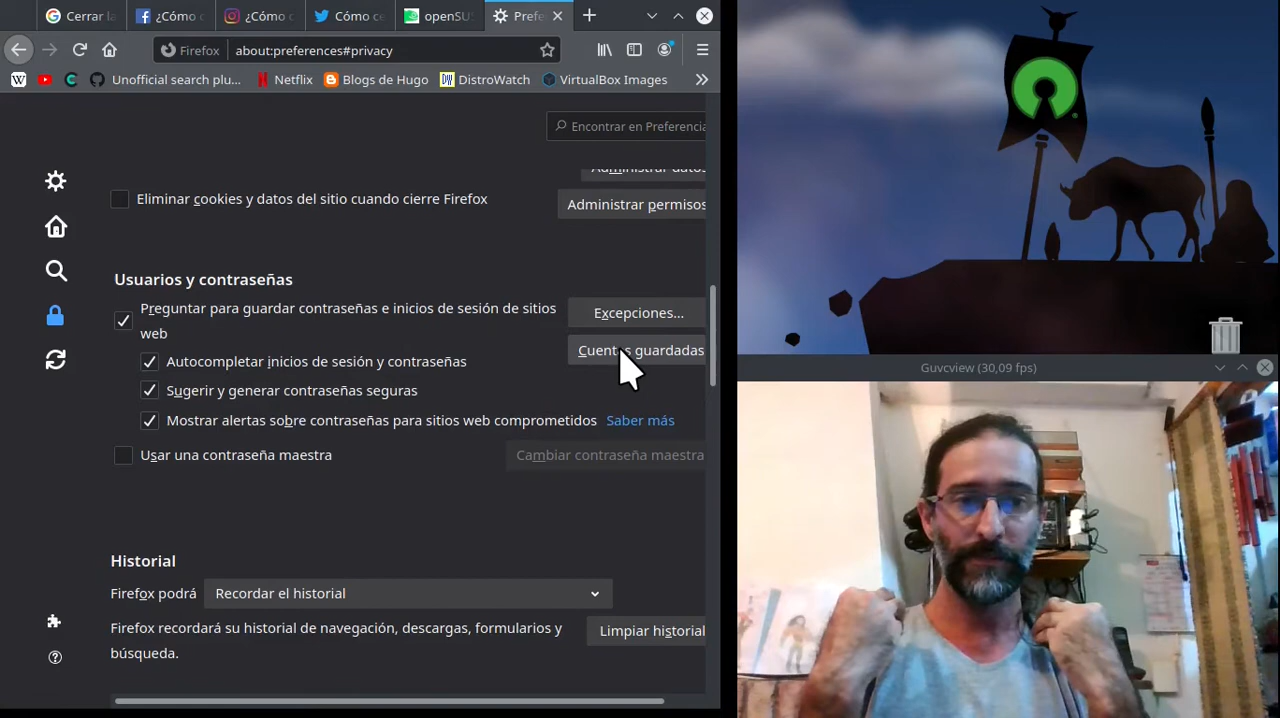 Cerrar la
¿Cómo c
¿Cómo c
Cómo ce
openSU
Prefe
Firefox
about:preferences#privacy
W
Unofficial search plu...
Netflix
Blogs de Hugo
DW
DistroWatch
VirtualBox Images
Encontrar en Preferencia
Administrar datos
Eliminar cookies y datos del sitio cuando cierre Firefox
Administrar permisos
Usuarios y contraseñas
Preguntar para guardar contraseñas e inicios de sesión de sitios
web
Excepciones...
Cuentas guardadas
Autocompletar inicios de sesión y contraseñas
Sugerir y generar contraseñas seguras
Mostrar alertas sobre contraseñas para sitios web comprometidos Saber más
Usar una contraseña maestra
Cambiar contraseña maestra
Historial
Firefox podrá
Recordar el historial
Firefox recordará su historial de navegación, descargas, formularios y
búsqueda.
Limpiar historial
Guvcview (30,09 fps)